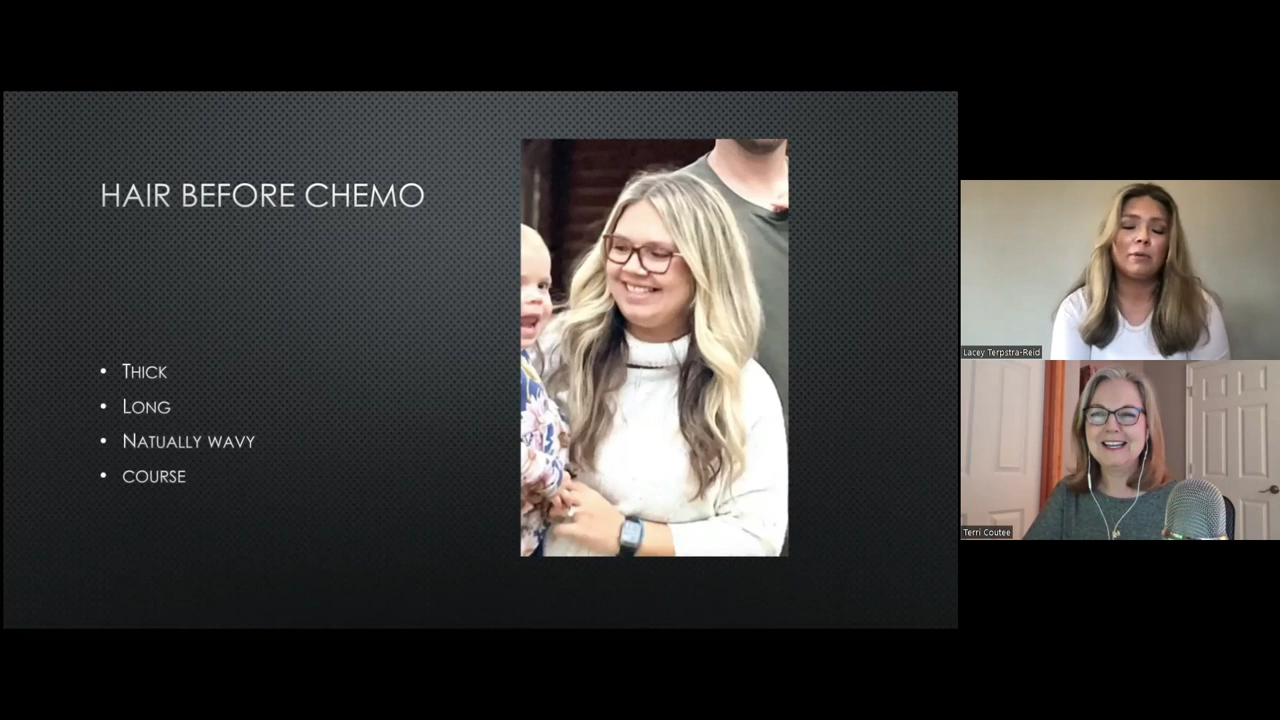 HAIR BEFORE CHEMO
• THICK
• LONG
• NATUALLY WAVY
• COURSE
Lacey Terpstra-Reid
Terri Coutee